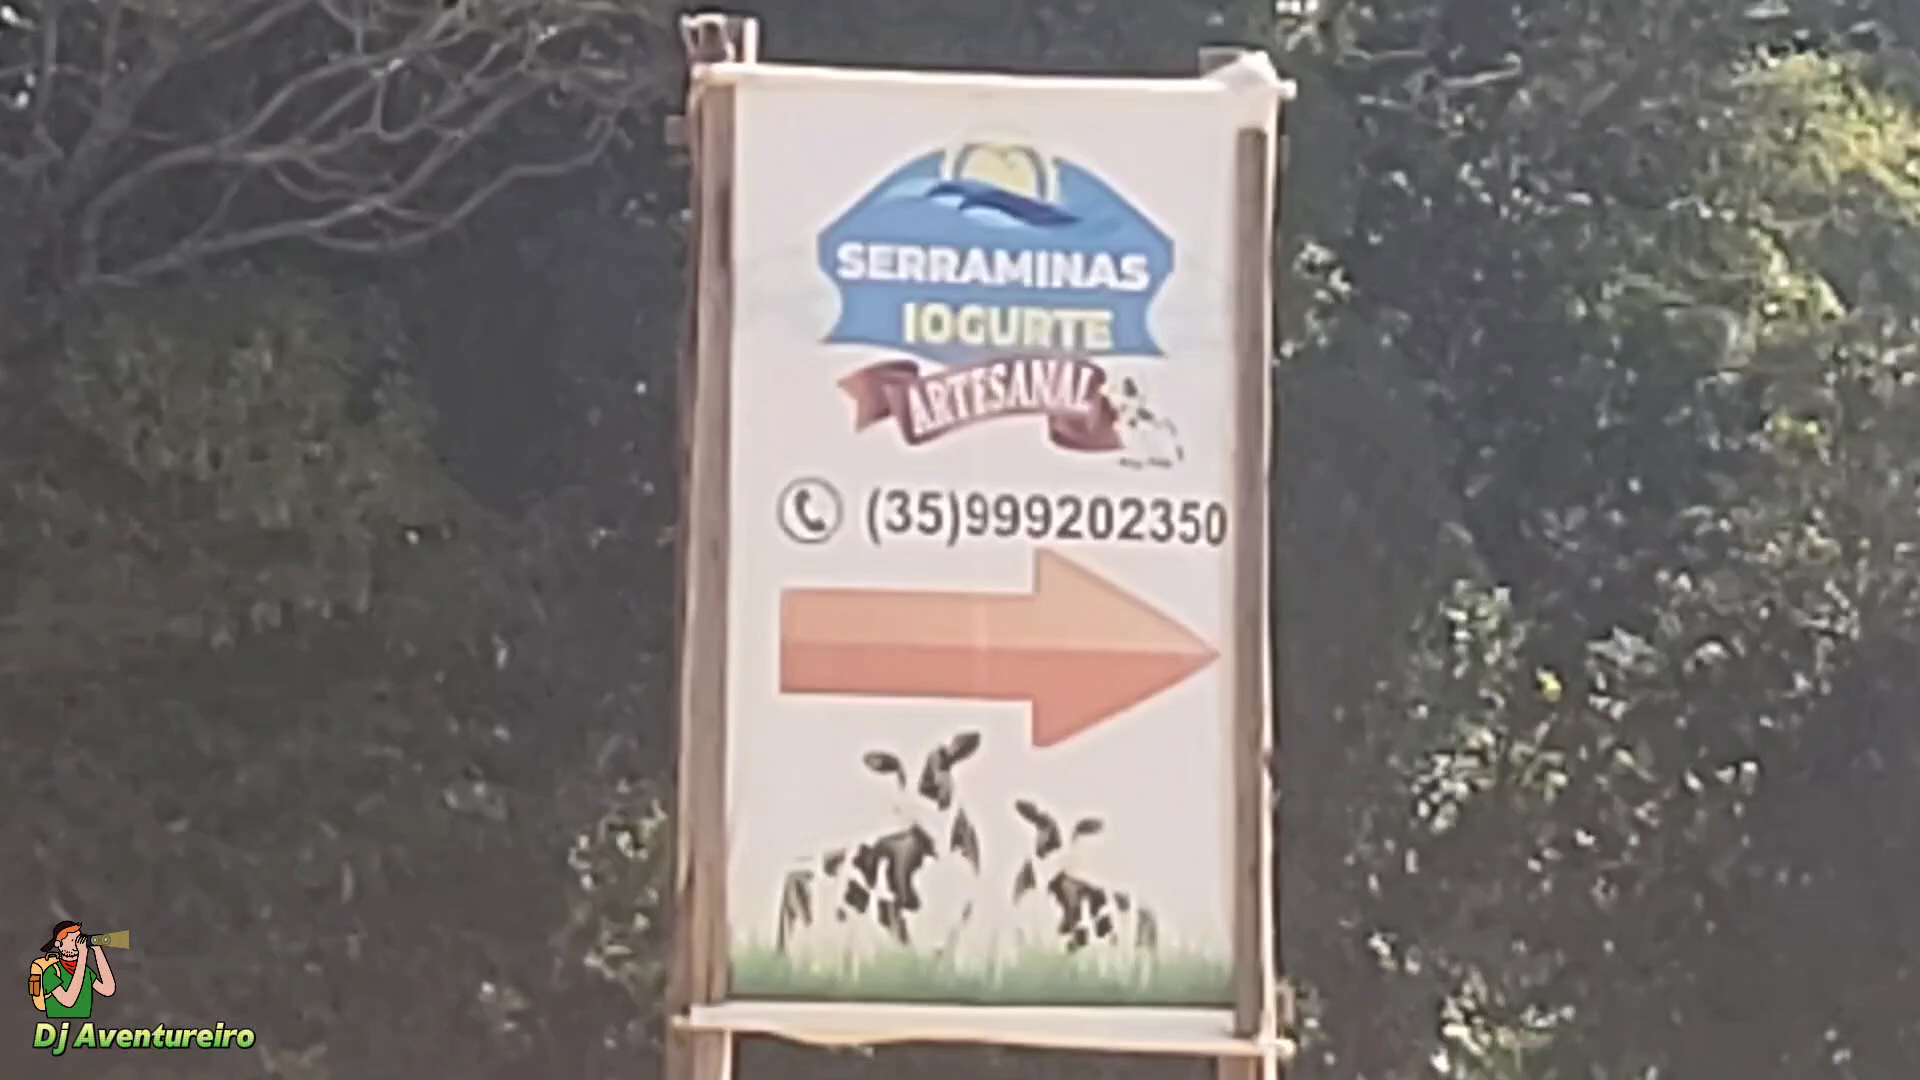 SERRAMINAS
IOGURTE
ARTESANAL
(35)999202350
Dj Aventureiro